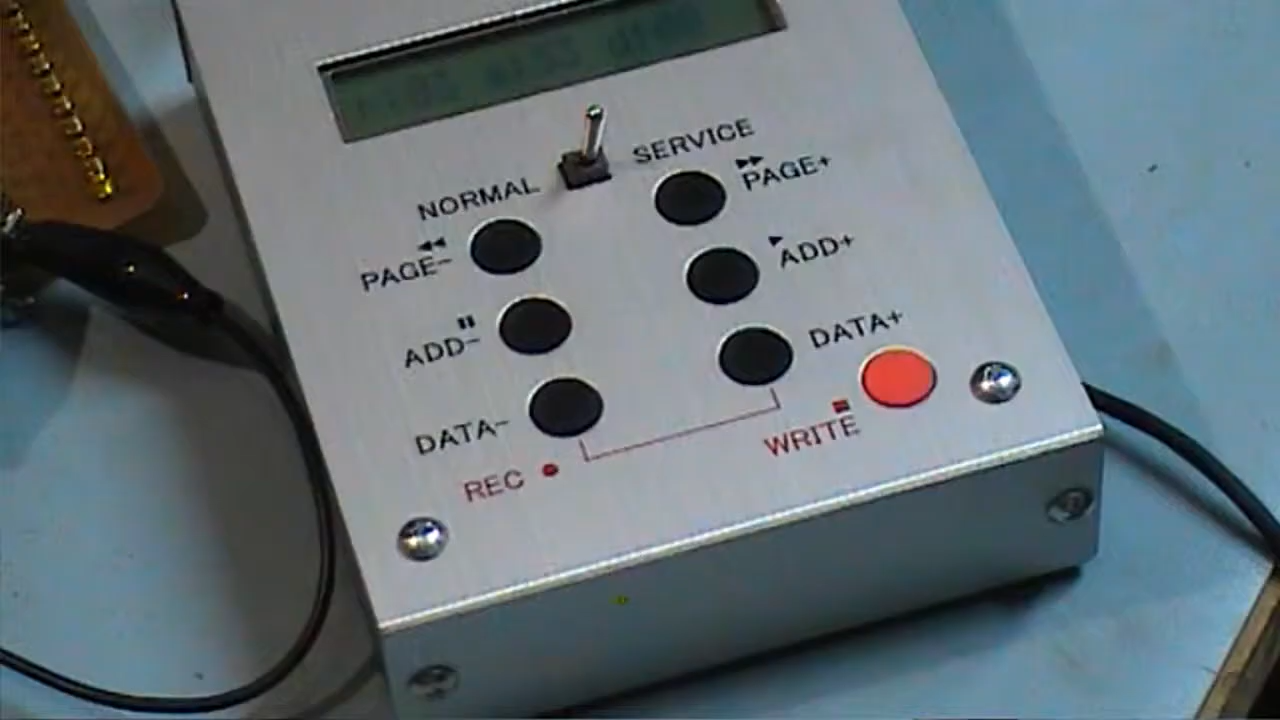 SERVICE
NORMAL
PAGE+
PAGE-
ADD+
ADD-
DATA+
DATA-
WRITE
REC